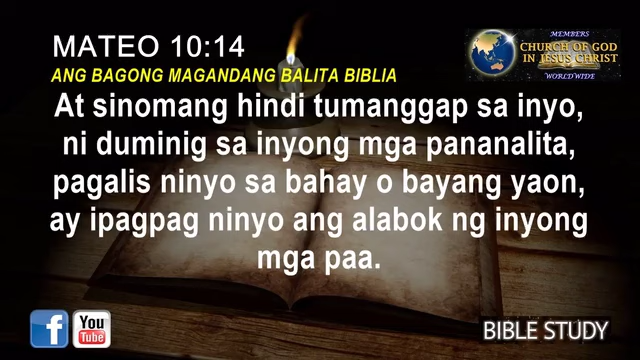 MATEO 10:14
ANG BAGONG MAGANDANG BALITA BIBLIA
MEMBERS
CHURCH OF GOD
IN JESUS CHRIST
WORLDWIDE
At sinomang hindi tumanggap sa inyo,
ni duminig sa inyong mga pananalita,
pagalis ninyo sa bahay o bayang yaon,
ay ipagpag ninyo ang alabok ng inyong
mga paa.
f
You
Tube
BIBLE STUDY